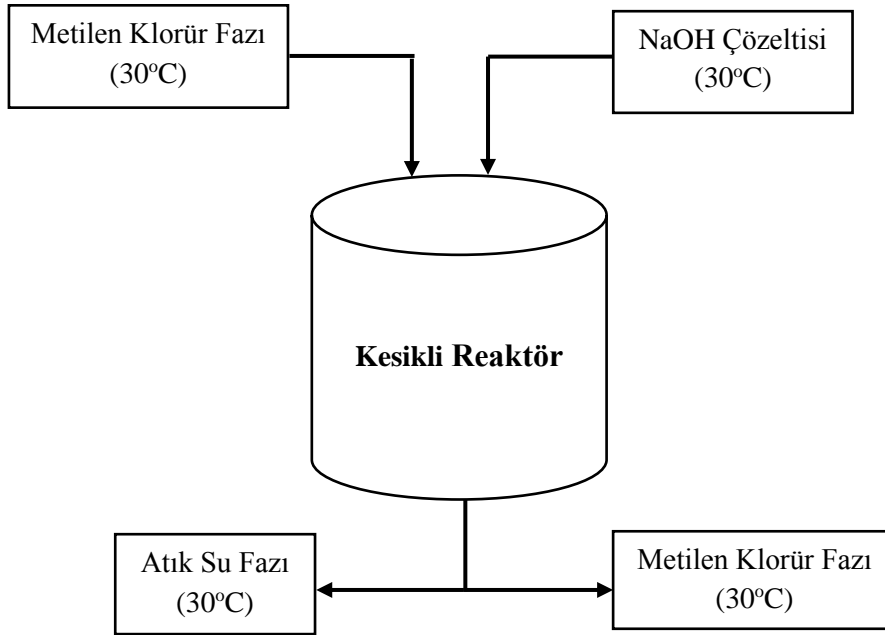 Metilen Klorür Fazı
(30°C)
NaOH Çözeltisi
(30°C)
Kesikli Reaktör
Atık Su Fazı
(30°C)
Metilen Klorür Fazı
(30°C)